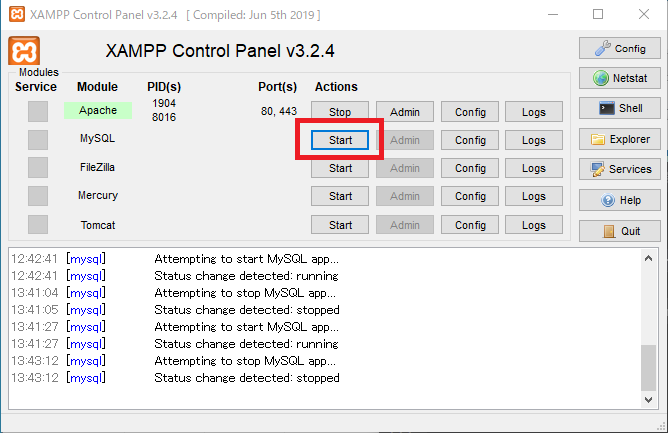 XAMPP Control Panel v3.2.4 [ Compiled: Jun 5th 2019 ]
XAMPP Control Panel v3.2.4
Modules
Service Module PID(s) Port(s) Actions
Apache 1904 8016 80, 443 Stop Admin Config Logs
MySQL Start Admin Config Logs
FileZilla Start Admin Config Logs
Mercury Start Admin Config Logs
Tomcat Start Admin Config Logs
Config
Netstat
Shell
Explorer
Services
Help
Quit
12:42:41 [mysql] Attempting to start MySQL app...
12:42:41 [mysql] Status change detected: running
13:41:04 [mysql] Attempting to stop MySQL app...
13:41:05 [mysql] Status change detected: stopped
13:41:27 [mysql] Attempting to start MySQL app...
13:41:27 [mysql] Status change detected: running
13:43:12 [mysql] Attempting to stop MySQL app...
13:43:12 [mysql] Status change detected: stopped